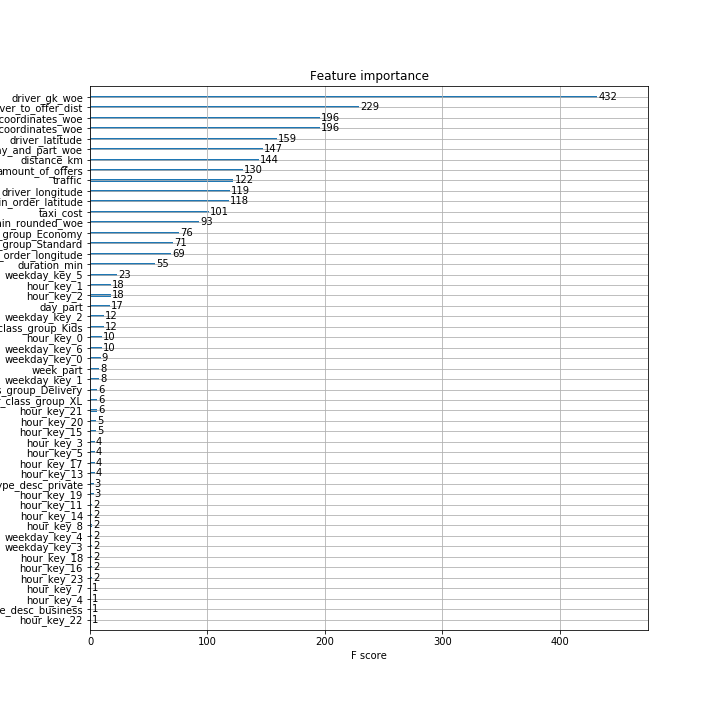 Feature importance
driver_gk_woe 432
ver_to_offer_dist 229
coordinates_woe 196
coordinates_woe 196
driver_latitude 159
y_and_part_woe 147
distance_km 144
amount_of_offers 130
traffic 122
driver_longitude 119
in_order_latitude 118
taxi_cost 101
in_rounded_woe 93
_group_Economy 76
_group_Standard 71
_order_longitude 69
duration_min 55
weekday_key_5 23
hour_key_1 18
hour_key_2 18
day_part 17
weekday_key_2 12
class_group_Kids 12
hour_key_0 10
weekday_key_6 10
weekday_key_0 9
week_part 8
weekday_key_1 8
s_group_Delivery 6
_class_group_XL 6
hour_key_21 6
hour_key_20 5
hour_key_15 5
hour_key_3 4
hour_key_5 4
hour_key_17 4
hour_key_13 4
ype_desc_private 3
hour_key_19 3
hour_key_11 2
hour_key_14 2
hour_key_8 2
weekday_key_4 2
weekday_key_3 2
hour_key_18 2
hour_key_16 2
hour_key_23 2
hour_key_7 1
hour_key_4 1
e_desc_business 1
hour_key_22 1
0 100 200 300 400
F score